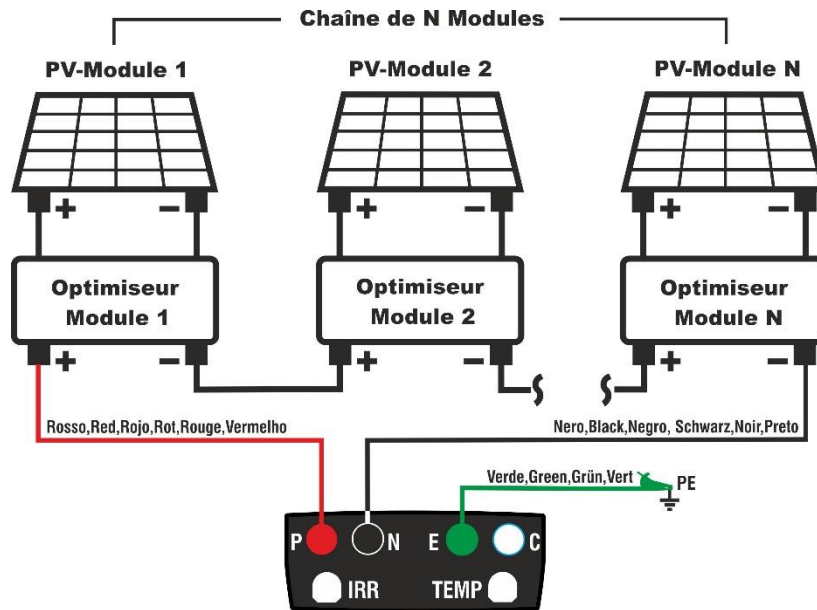 Chaîne de N Modules
PV-Module 1
PV-Module 2
PV-Module N
+ −
+ −
+ −
Optimiseur
Module 1
Optimiseur
Module 2
Optimiseur
Module N
+ −
+ −
+ −
Rosso,Red,Rojo,Rot,Rouge,Vermelho
Nero,Black,Negro, Schwarz,Noir,Preto
Verde,Green,Grün,Vert
PE
P N E C
IRR TEMP